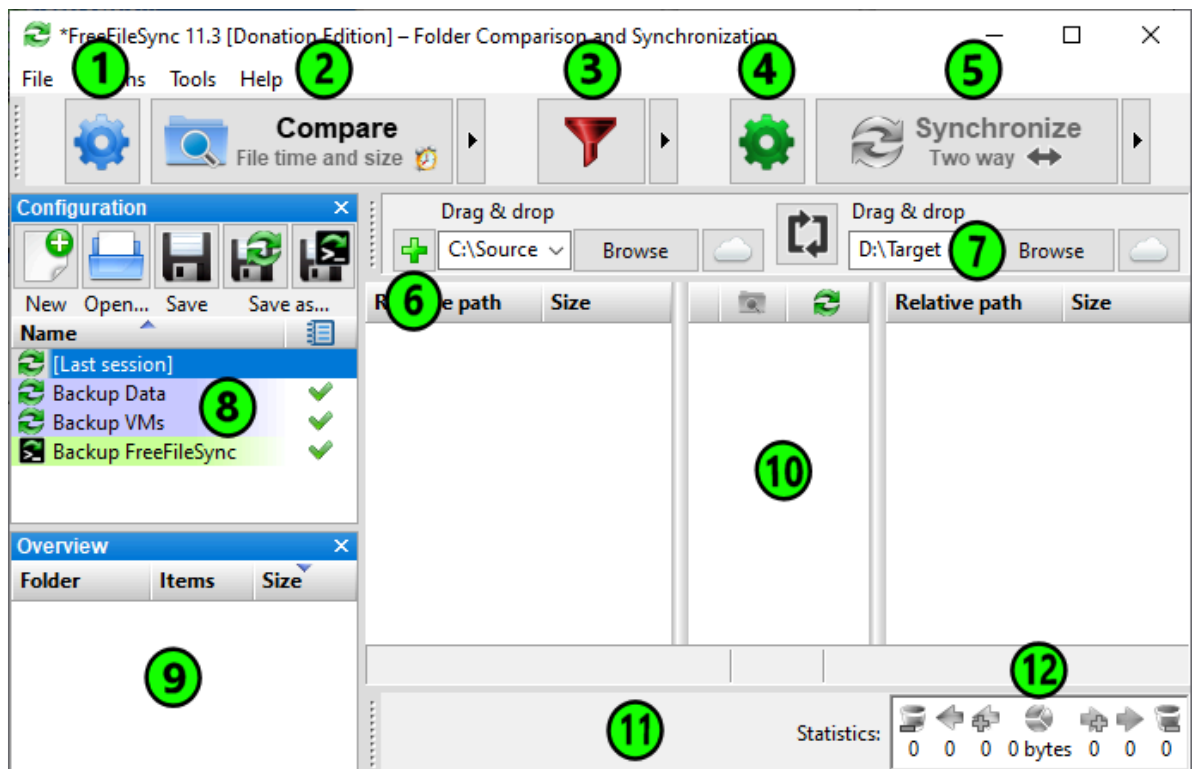 *FreeFileSync 11.3 [Donation Edition] – Folder Comparison and Synchronization
1 2 3 4 5
File ns Tools Help
Compare
File time and size
Synchronize
Two way
Configuration
Drag & drop Drag & drop
C:\Source Browse D:\Target 7 Browse
New Open... Save Save as...
6
Relative path Size Relative path Size
Name
[Last session]
Backup Data
8
Backup VMs
Backup FreeFileSync
10
Overview
Folder Items Size
9
12
11
Statistics:
0 0 0 0 bytes 0 0 0